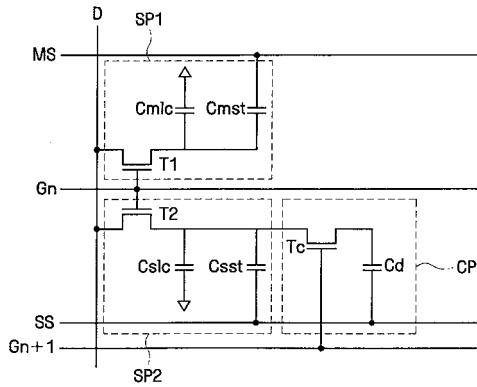 D
SP1
MS
Cmlc
Cmst
T1
Gn
T2
Cslc
Csst
Tc
Cd
CP
SS
Gn+1
SP2